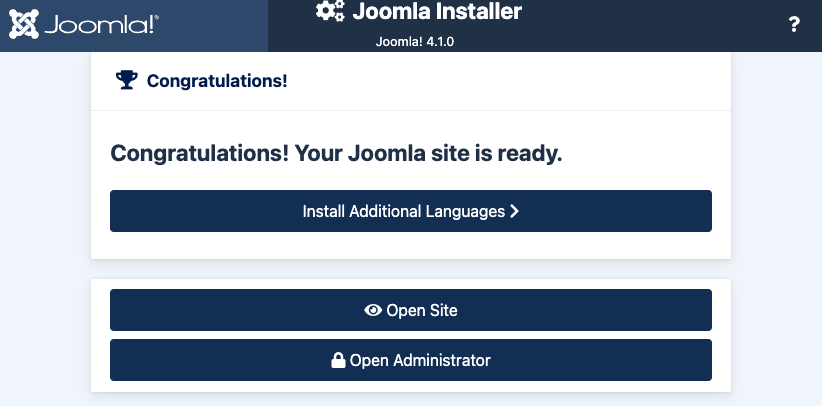 Joomla!®
Joomla Installer
Joomla! 4.1.0
?
Congratulations!
Congratulations! Your Joomla site is ready.
Install Additional Languages
Open Site
Open Administrator